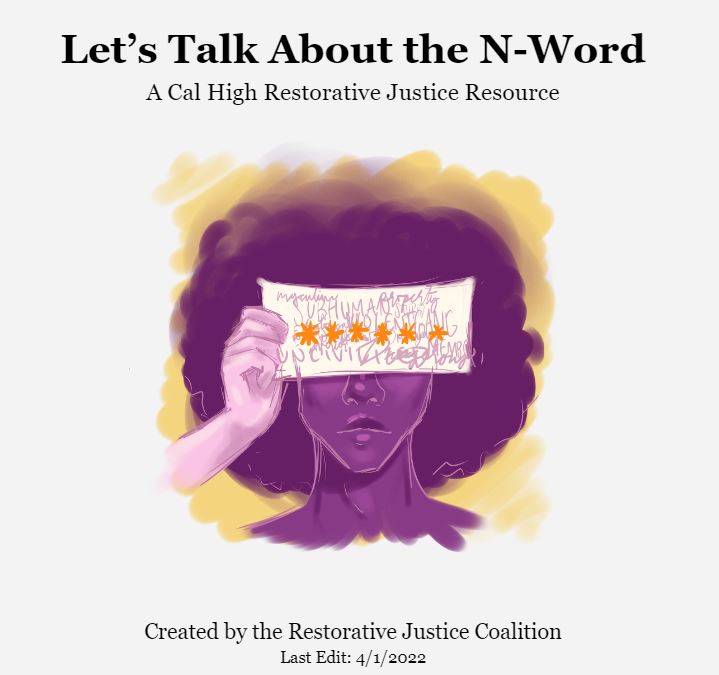 Let's Talk About the N-Word
A Cal High Restorative Justice Resource
property
SUBHUMAN
******
Created by the Restorative Justice Coalition
Last Edit: 4/1/2022